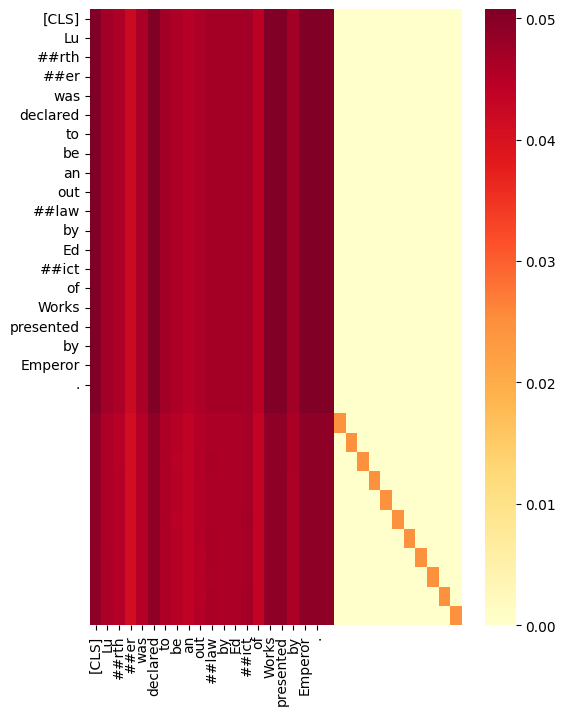 [CLS]
Lu
##rth
##er
was
declared
to
be
an
out
##law
by
Ed
##ict
of
Works
presented
by
Emperor
.
0.05
0.04
0.03
0.02
0.01
0.00
[CLS]
Lu
##rth
##er
was
declared
to
be
an
out
##law
by
Ed
##ict
of
Works
presented
by
Emperor
.